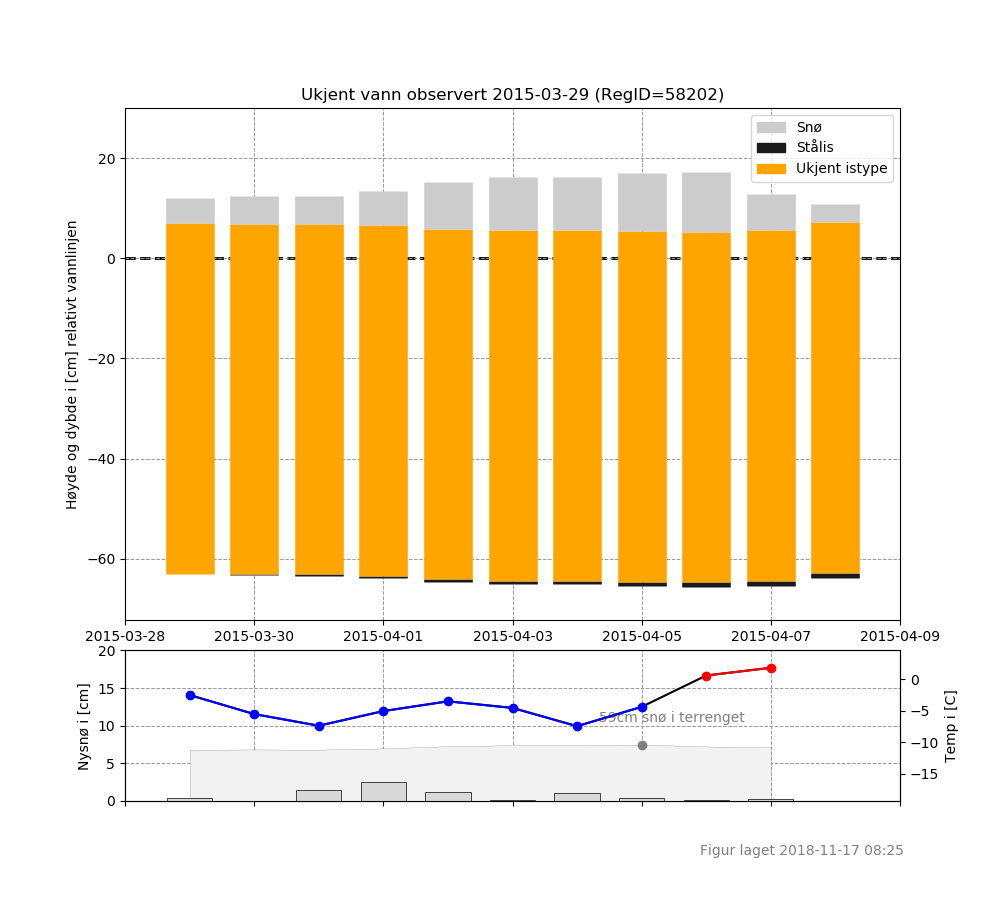 Ukjent vann observert 2015-03-29 (RegID=58202)
Snø
Stålis
Ukjent istype
Høyde og dybde i [cm] relativt vannlinjen
20
0
−20
−40
−60
2015-03-28 2015-03-30 2015-04-01 2015-04-03 2015-04-05 2015-04-07 2015-04-09
Nysnø i [cm]
20
15
10
5
0
59cm snø i terrenget
0
−5
−10
−15
Temp i [C]
Figur laget 2018-11-17 08:25